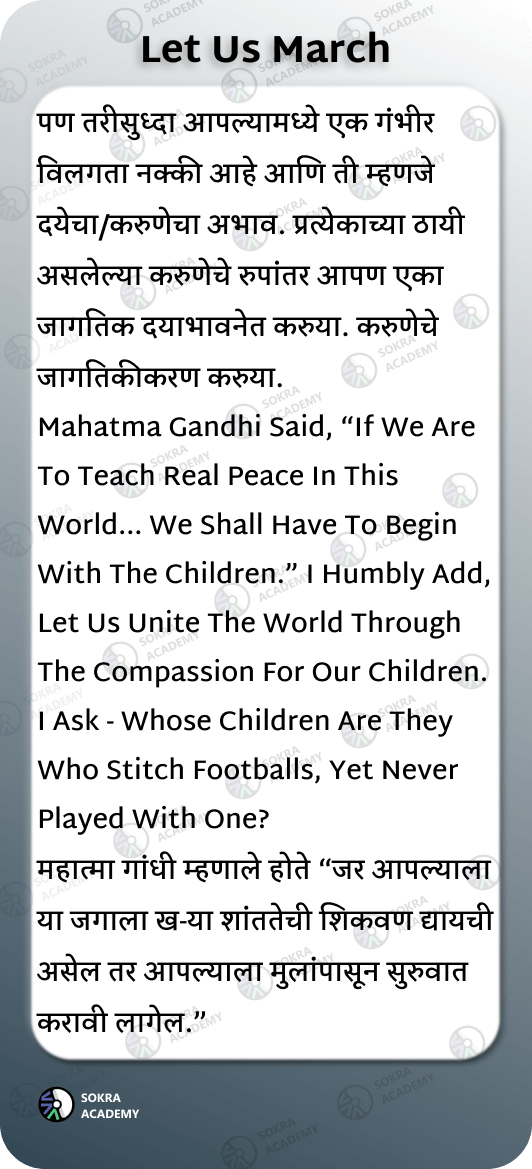 Let Us March
पण तरीसुध्दा आपल्यामध्ये एक गंभीर
विलगता नक्की आहे आणि ती म्हणजे
दयेचा/करुणेचा अभाव. प्रत्येकाच्या ठायी
असलेल्या करुणेचे रुपांतर आपण एका
जागतिक दयाभावनेत करुया. करुणेचे
जागतिकीकरण करुया.
Mahatma Gandhi Said, “If We Are
To Teach Real Peace In This
World... We Shall Have To Begin
With The Children.” I Humbly Add,
Let Us Unite The World Through
The Compassion For Our Children.
I Ask - Whose Children Are They
Who Stitch Footballs, Yet Never
Played With One?
महात्मा गांधी म्हणाले होते “जर आपल्याला
या जगाला ख-या शांततेची शिकवण द्यायची
असेल तर आपल्याला मुलांपासून सुरुवात
करावी लागेल.”
SOKRA
ACADEMY